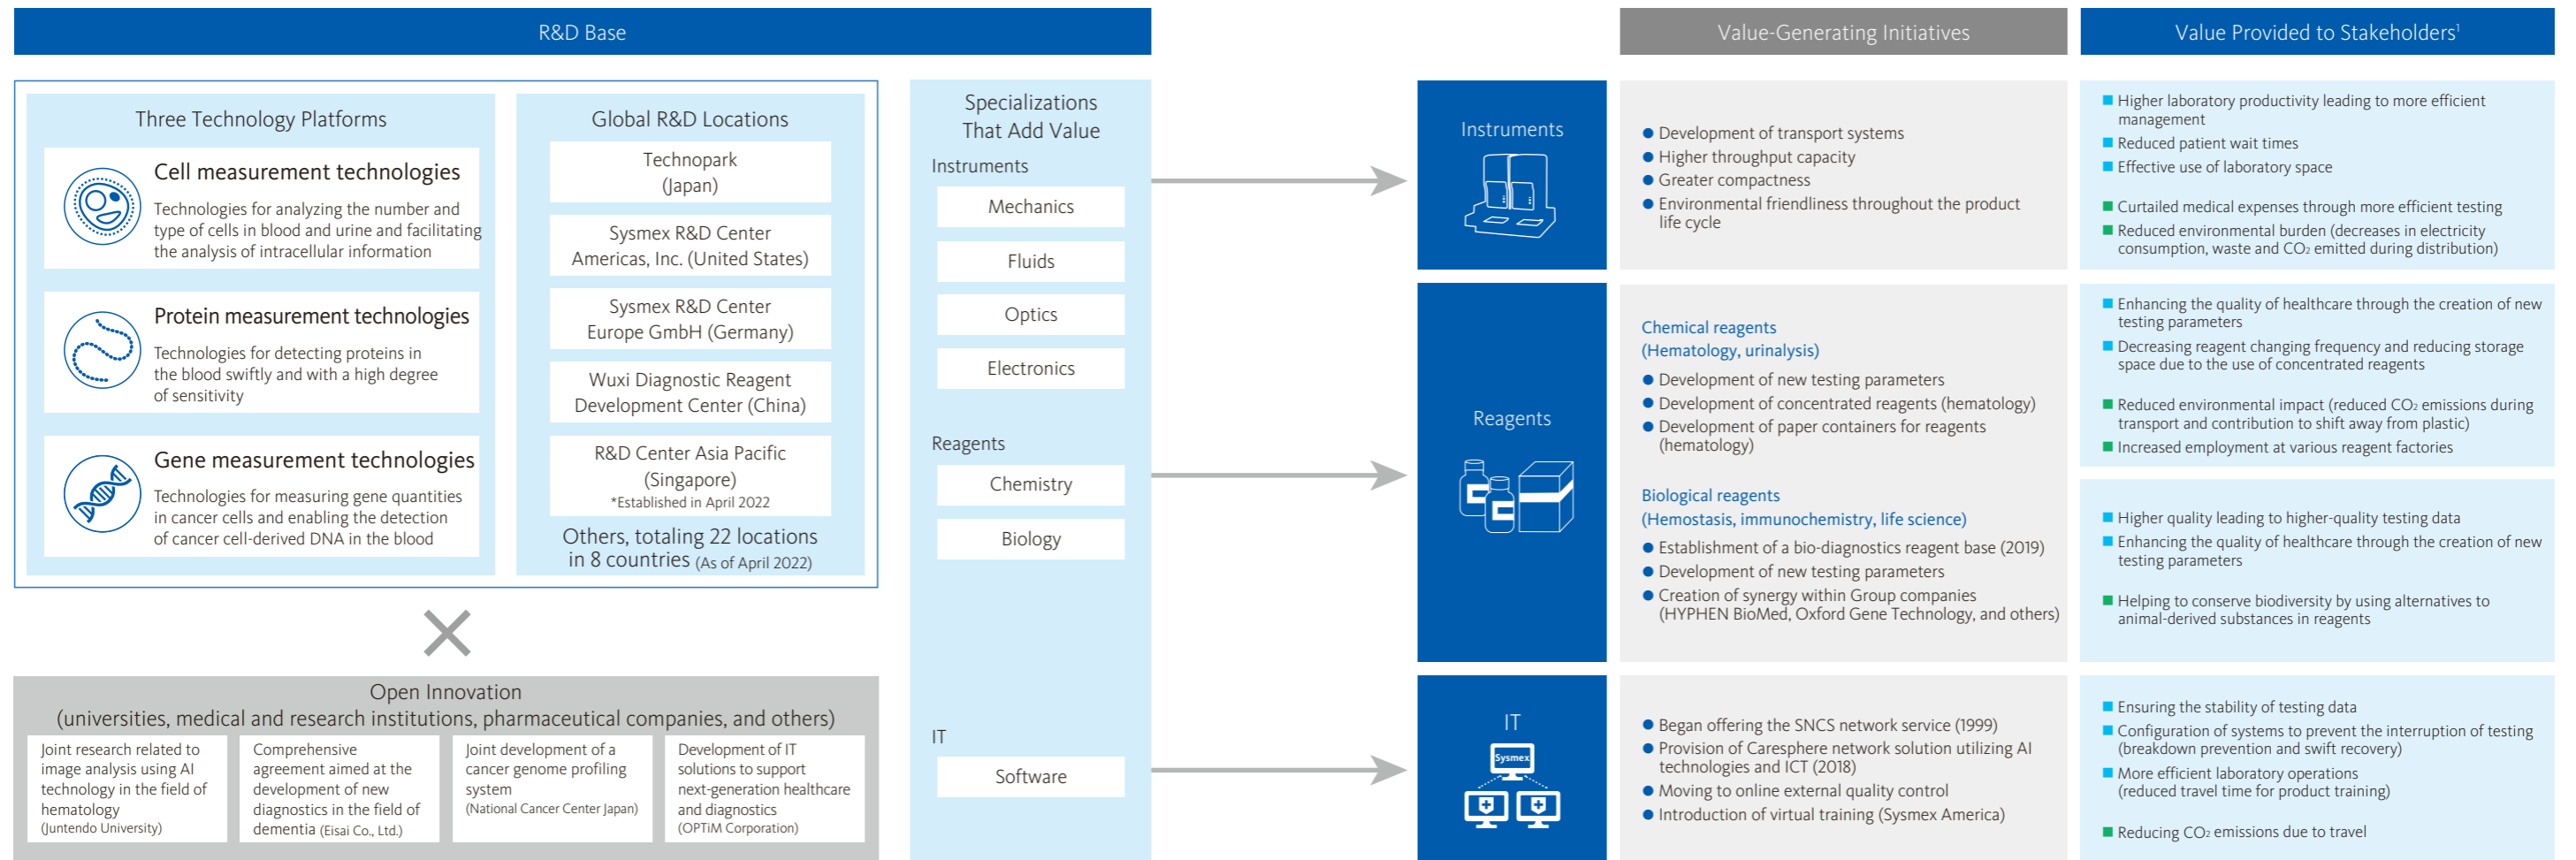 R&D Base
Three Technology Platforms
Cell measurement technologies
Technologies for analyzing the number and
type of cells in blood and urine and facilitating
the analysis of intracellular information
Protein measurement technologies
Technologies for detecting proteins in
the blood swiftly and with a high degree
of sensitivity
Gene measurement technologies
Technologies for measuring gene quantities
in cancer cells and enabling the detection
of cancer cell-derived DNA in the blood
Global R&D Locations
Technopark
(Japan)
Sysmex R&D Center
Americas, Inc. (United States)
Sysmex R&D Center
Europe GmbH (Germany)
Wuxi Diagnostic Reagent
Development Center (China)
R&D Center Asia Pacific
(Singapore)
*Established in April 2022
Others, totaling 22 locations
in 8 countries (As of April 2022)
Open Innovation
(universities, medical and research institutions, pharmaceutical companies, and others)
Joint research related to
image analysis using AI
technology in the field of
hematology
(Juntendo University)
Comprehensive
agreement aimed at the
development of new
diagnostics in the field of
dementia (Eisai Co., Ltd.)
Joint development of a
cancer genome profiling
system
(National Cancer Center Japan)
Development of IT
solutions to support
next-generation healthcare
and diagnostics
(OPTiM Corporation)
Specializations
That Add Value
Instruments
Mechanics
Fluids
Optics
Electronics
Reagents
Chemistry
Biology
IT
Software
Value-Generating Initiatives
Value Provided to Stakeholders¹
Instruments
● Development of transport systems
● Higher throughput capacity
● Greater compactness
● Environmental friendliness throughout the product
life cycle
■ Higher laboratory productivity leading to more efficient
management
■ Reduced patient wait times
■ Effective use of laboratory space
■ Curtailed medical expenses through more efficient testing
■ Reduced environmental burden (decreases in electricity
consumption, waste and CO₂ emitted during distribution)
Reagents
Chemical reagents
(Hematology, urinalysis)
● Development of new testing parameters
● Development of concentrated reagents (hematology)
● Development of paper containers for reagents
(hematology)
Biological reagents
(Hemostasis, immunochemistry, life science)
● Establishment of a bio-diagnostics reagent base (2019)
● Development of new testing parameters
● Creation of synergy within Group companies
(HYPHEN BioMed, Oxford Gene Technology, and others)
■ Enhancing the quality of healthcare through the creation of new
testing parameters
■ Decreasing reagent changing frequency and reducing storage
space due to the use of concentrated reagents
■ Reduced environmental impact (reduced CO₂ emissions during
transport and contribution to shift away from plastic)
■ Increased employment at various reagent factories
■ Higher quality leading to higher-quality testing data
■ Enhancing the quality of healthcare through the creation of new
testing parameters
■ Helping to conserve biodiversity by using alternatives to
animal-derived substances in reagents
IT
Sysmex
● Began offering the SNCS network service (1999)
● Provision of Caresphere network solution utilizing AI
technologies and ICT (2018)
● Moving to online external quality control
● Introduction of virtual training (Sysmex America)
■ Ensuring the stability of testing data
■ Configuration of systems to prevent the interruption of testing
(breakdown prevention and swift recovery)
■ More efficient laboratory operations
(reduced travel time for product training)
■ Reducing CO₂ emissions due to travel